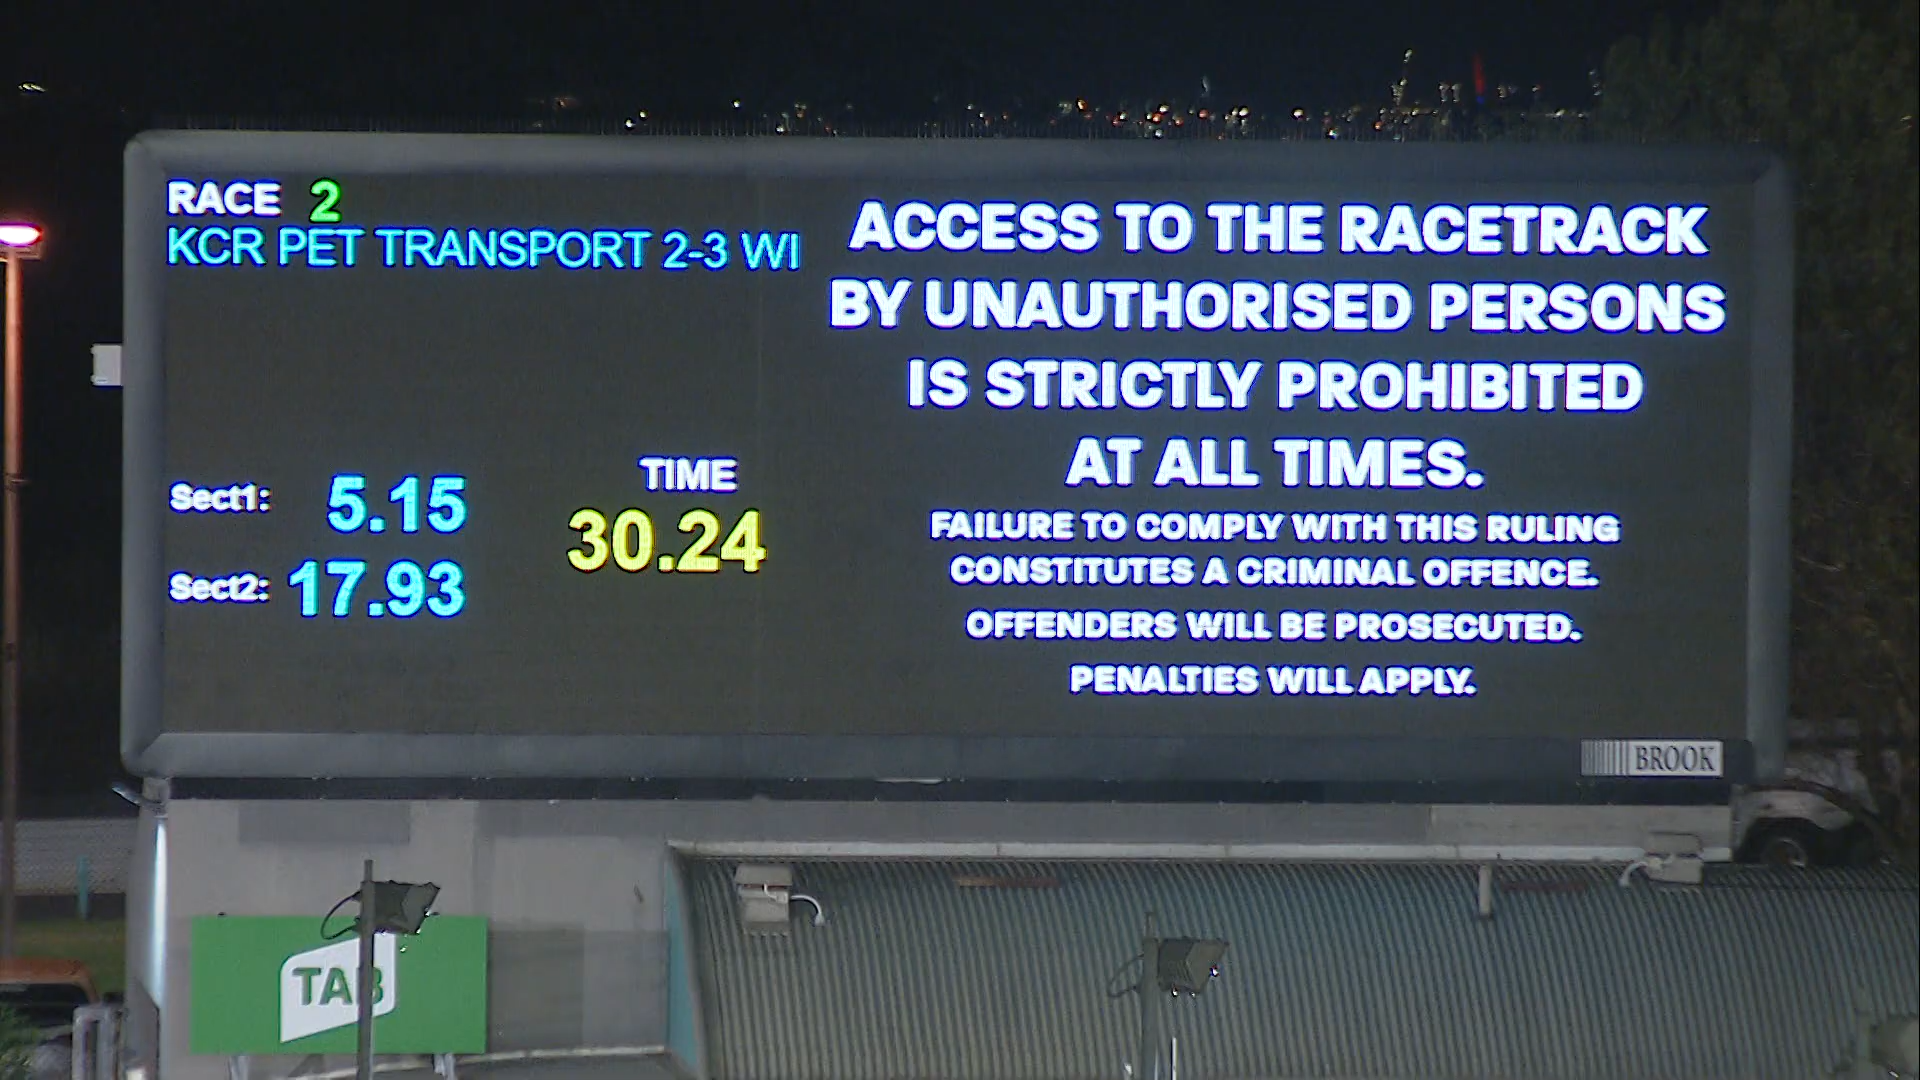 RACE 2
KCR PET TRANSPORT 2-3 WI
Sect1: 5.15
Sect2: 17.93
TIME
30.24
ACCESS TO THE RACETRACK
BY UNAUTHORISED PERSONS
IS STRICTLY PROHIBITED
AT ALL TIMES.
FAILURE TO COMPLY WITH THIS RULING
CONSTITUTES A CRIMINAL OFFENCE.
OFFENDERS WILL BE PROSECUTED.
PENALTIES WILL APPLY.
BROOK
TAB